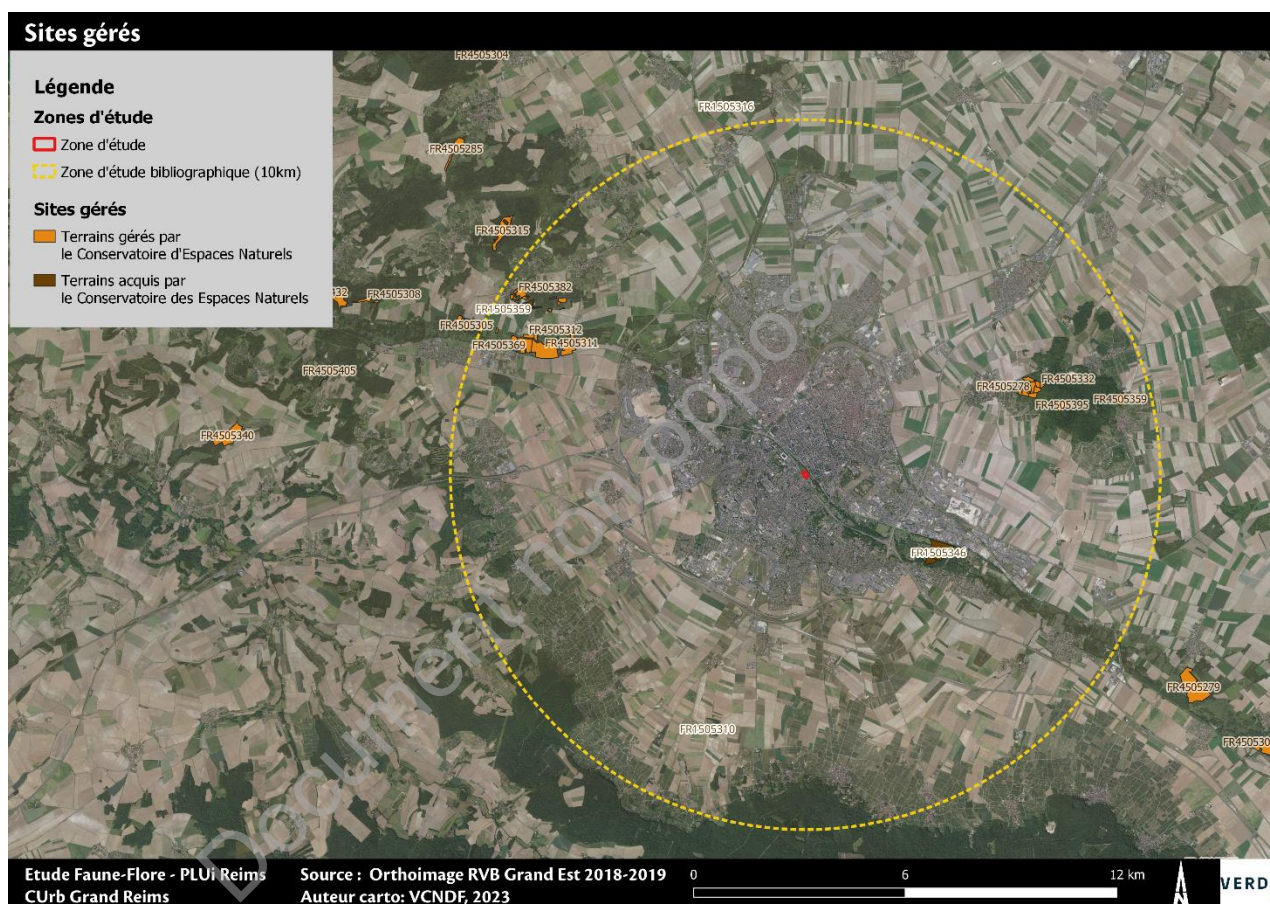 Sites gérés
Légende
Zones d'étude
Zone d'étude
Zone d'étude bibliographique (10km)
Sites gérés
Terrains gérés par
le Conservatoire d'Espaces Naturels
Terrains acquis par
le Conservatoire des Espaces Naturels
FR4505304
FR1505316
FR4505285
FR4505315
432
FR4505308
FR4505382
FR1505359
FR4505305
FR4505312
FR4505369
FR4505311
FR4505405
FR4505332
FR4505278
FR4505395
FR4505359
FR4505340
FR1505346
FR4505279
FR1505310
FR450530
Document non opposable
Etude Faune-Flore - PLUi Reims
CUrb Grand Reims
Source : Orthoimage RVB Grand Est 2018-2019
Auteur carto: VCNDF, 2023
0 6 12 km
N
VERD